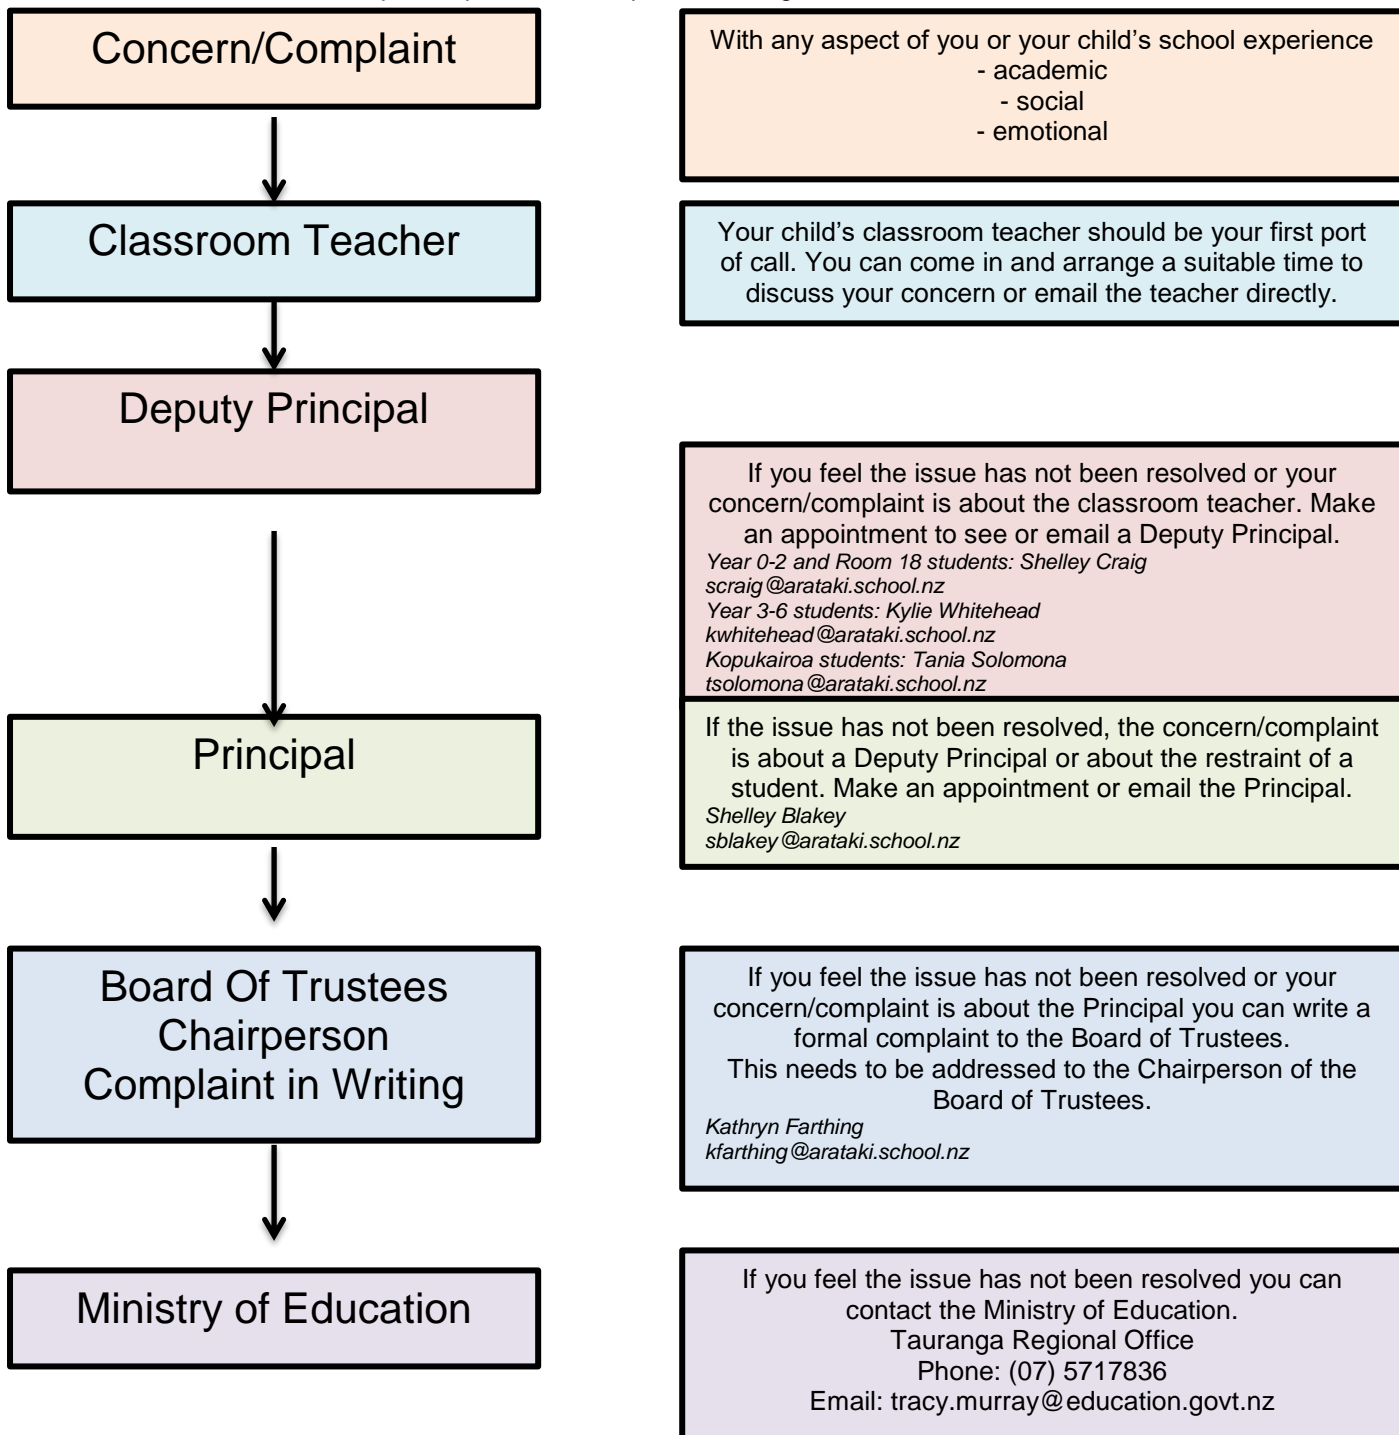 Concern/Complaint
With any aspect of you or your child’s school experience
- academic
- social
- emotional
Classroom Teacher
Your child’s classroom teacher should be your first port
of call. You can come in and arrange a suitable time to
discuss your concern or email the teacher directly.
Deputy Principal
If you feel the issue has not been resolved or your
concern/complaint is about the classroom teacher. Make
an appointment to see or email a Deputy Principal.
Year 0-2 and Room 18 students: Shelley Craig
scraig@arataki.school.nz
Year 3-6 students: Kylie Whitehead
kwhitehead@arataki.school.nz
Kopukairoa students: Tania Solomona
tsolomona@arataki.school.nz
Principal
If the issue has not been resolved, the concern/complaint
is about a Deputy Principal or about the restraint of a
student. Make an appointment or email the Principal.
Shelley Blakey
sblakey@arataki.school.nz
Board Of Trustees
Chairperson
Complaint in Writing
If you feel the issue has not been resolved or your
concern/complaint is about the Principal you can write a
formal complaint to the Board of Trustees.
This needs to be addressed to the Chairperson of the
Board of Trustees.
Kathryn Farthing
kfarthing@arataki.school.nz
Ministry of Education
If you feel the issue has not been resolved you can
contact the Ministry of Education.
Tauranga Regional Office
Phone: (07) 5717836
Email: tracy.murray@education.govt.nz